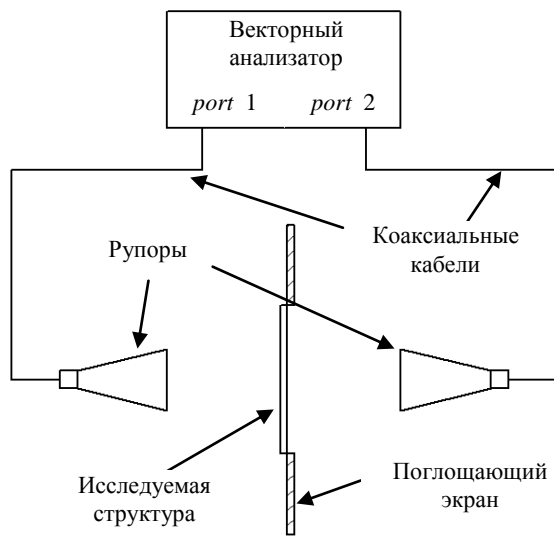 Векторный
анализатор
port 1 port 2
Коаксиальные
кабели
Рупоры
Исследуемая
структура
Поглощающий
экран